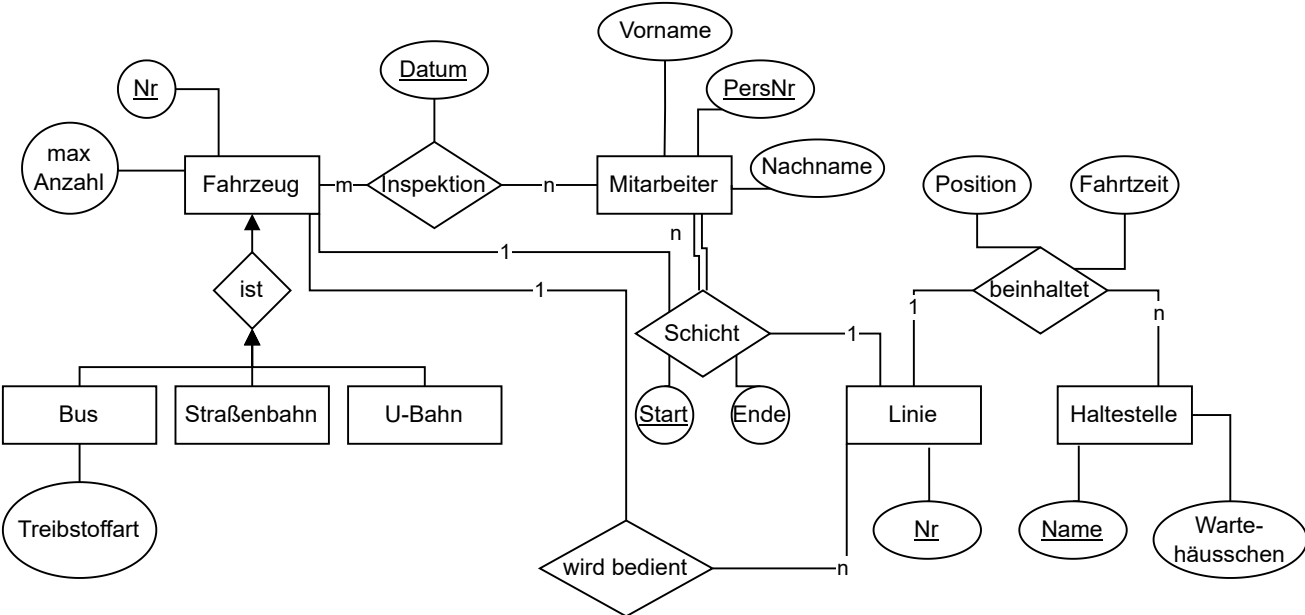 Vorname
Datum
PersNr
Nr
max
Anzahl
Nachname
Fahrzeug
m
Inspektion
n
Mitarbeiter
Position
Fahrtzeit
n
1
ist
1
beinhaltet
1
n
Schicht
1
Bus
Straßenbahn
U-Bahn
Start
Ende
Linie
Haltestelle
Treibstoffart
Nr
Name
Warte-
häusschen
wird bedient
n